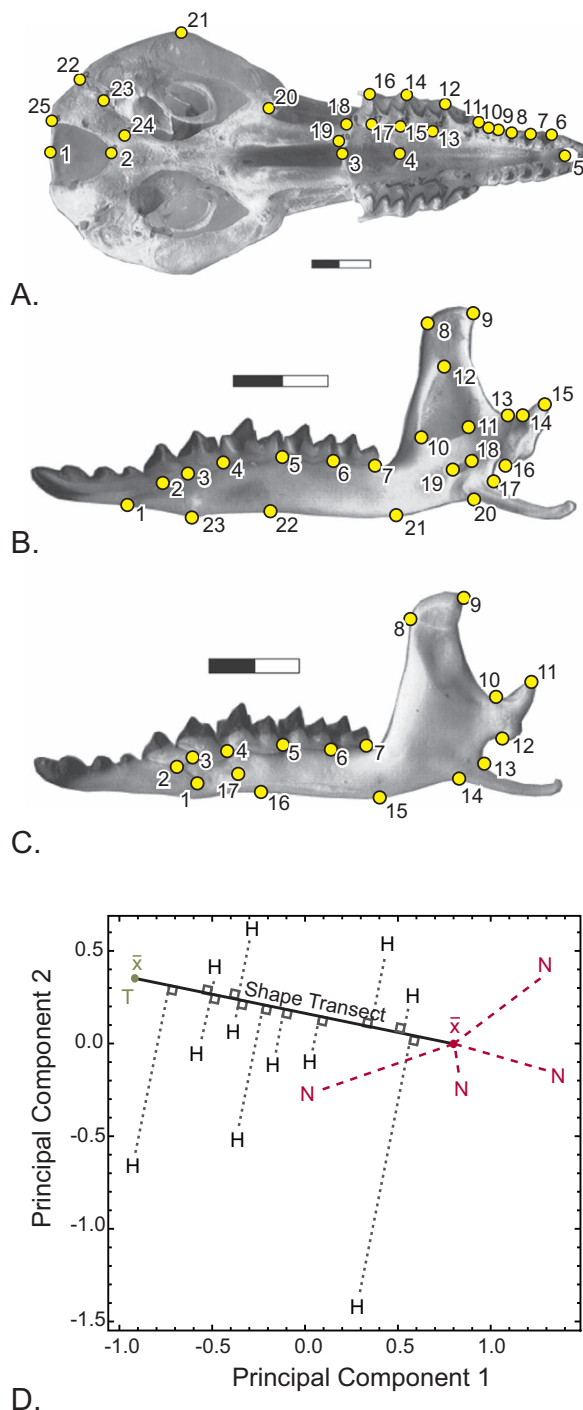 21
22
23
16 14
12
20
11 10 9 8 7 6
25
18
24
19
17 15 13
1
2
3
4
5
A.
8
9
12
15
13
14
11
10
1
2
3
4
5
6
7
18
16
19
17
20
23
22
21
B.
9
8
11
10
12
13
14
2
3
4
5
6
7
1
17
16
15
C.
0.5
0.0
-0.5
-1.0
-1.5
-1.0
-0.5
0.0
0.5
1.0
Principal Component 2
Principal Component 1
x̄
T
Shape Transect
H
H
H
H
H
H
H
H
H
H
H
x̄
N
N
N
N
D.